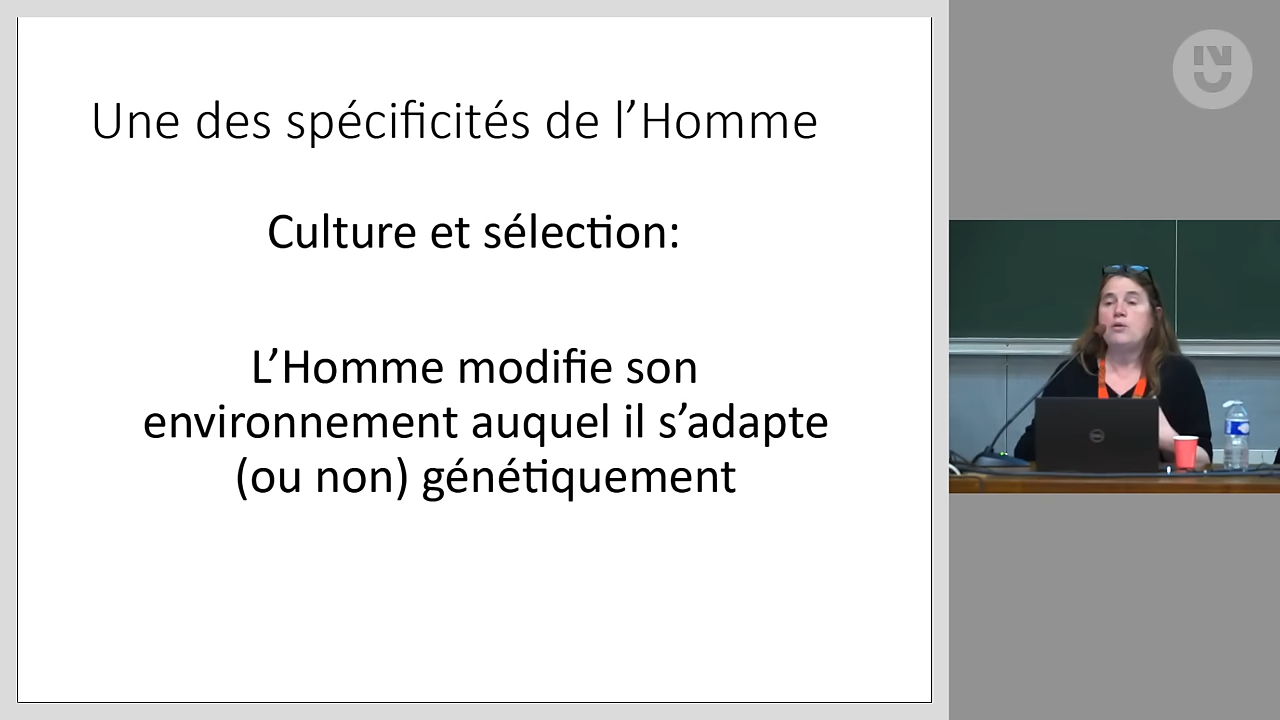 Une des spécificités de l’Homme
Culture et sélection:
L’Homme modifie son
environnement auquel il s’adapte
(ou non) génétiquement